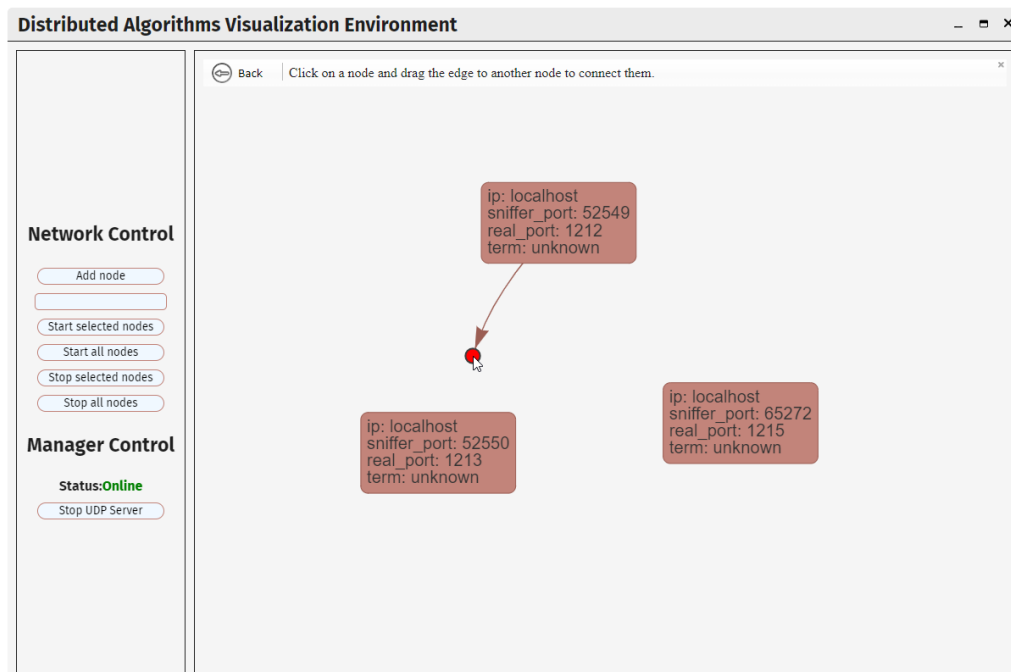 Distributed Algorithms Visualization Environment
Back
Click on a node and drag the edge to another node to connect them.
Network Control
Add node
Start selected nodes
Start all nodes
Stop selected nodes
Stop all nodes
Manager Control
Status:Online
Stop UDP Server
ip: localhost
sniffer_port: 52549
real_port: 1212
term: unknown
ip: localhost
sniffer_port: 52550
real_port: 1213
term: unknown
ip: localhost
sniffer_port: 65272
real_port: 1215
term: unknown